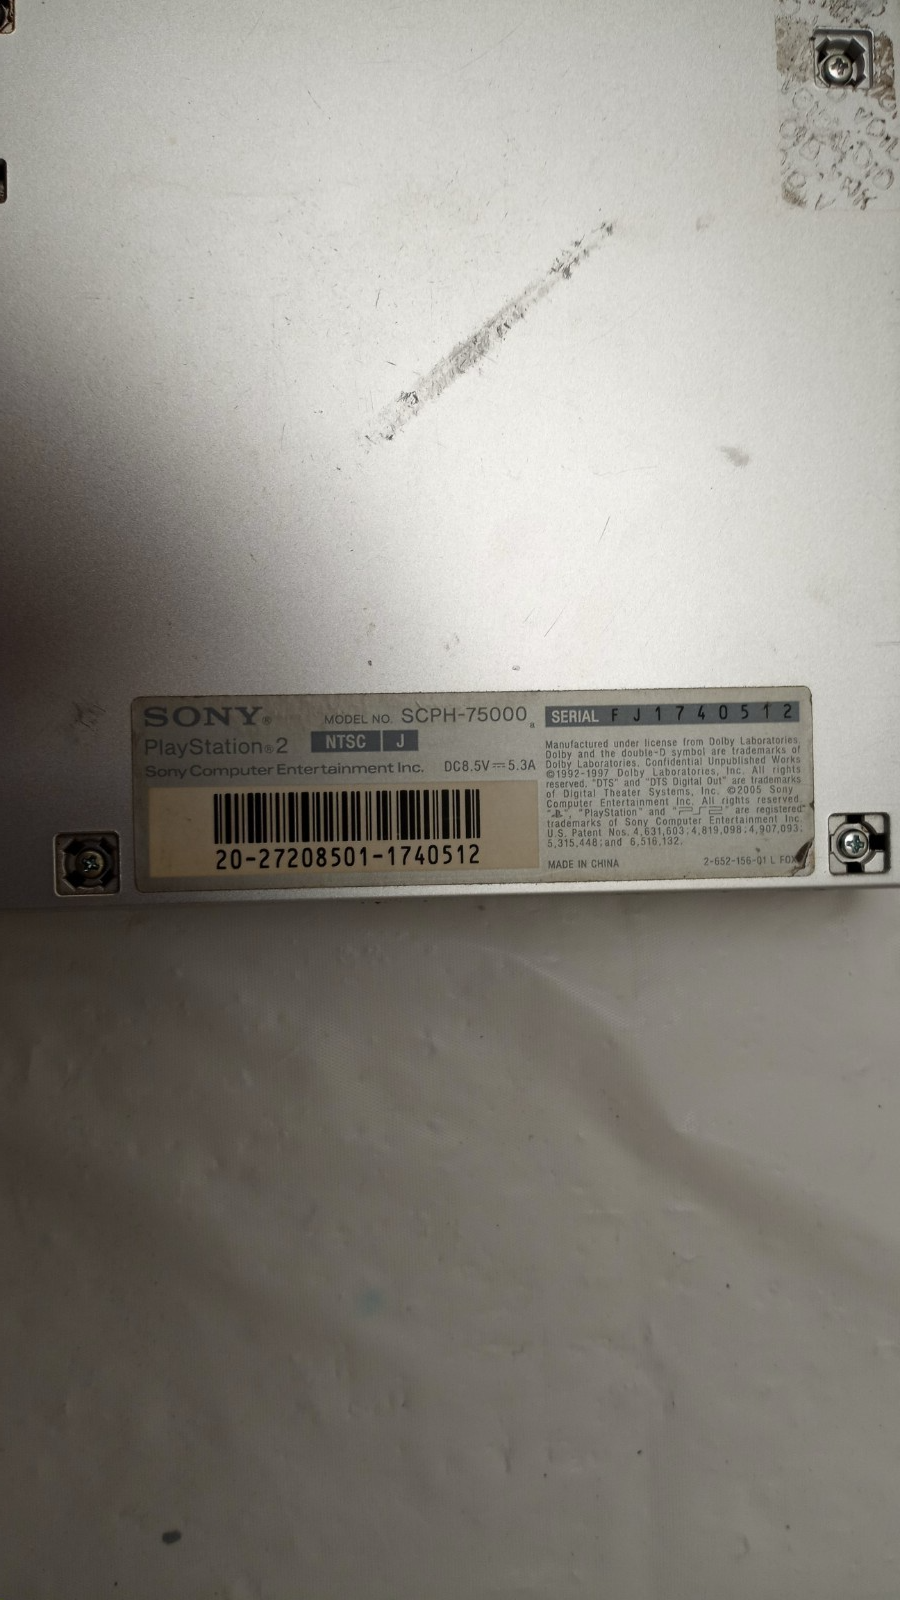 SONY®
MODEL NO. SCPH-75000
SERIAL F J 1 7 4 0 5 1 2
PlayStation®2 NTSC J
Sony Computer Entertainment Inc. DC8.5V 5.3A
20-27208501-1740512
Manufactured under license from Dolby Laboratories.
Dolby and the double-D symbol are trademarks of
Dolby Laboratories. Confidential Unpublished Works
©1992-1997 Dolby Laboratories, Inc. All rights
reserved. "DTS" and "DTS Digital Out" are trademarks
of Digital Theater Systems, Inc. ©2005 Sony
Computer Entertainment Inc. All rights reserved.
"PlayStation" and "PS2" are registered
trademarks of Sony Computer Entertainment Inc.
U.S. Patent Nos. 4,631,603; 4,819,098; 4,907,093;
5,315,448; and 6,516,132.
MADE IN CHINA 2-652-156-01 L FOX